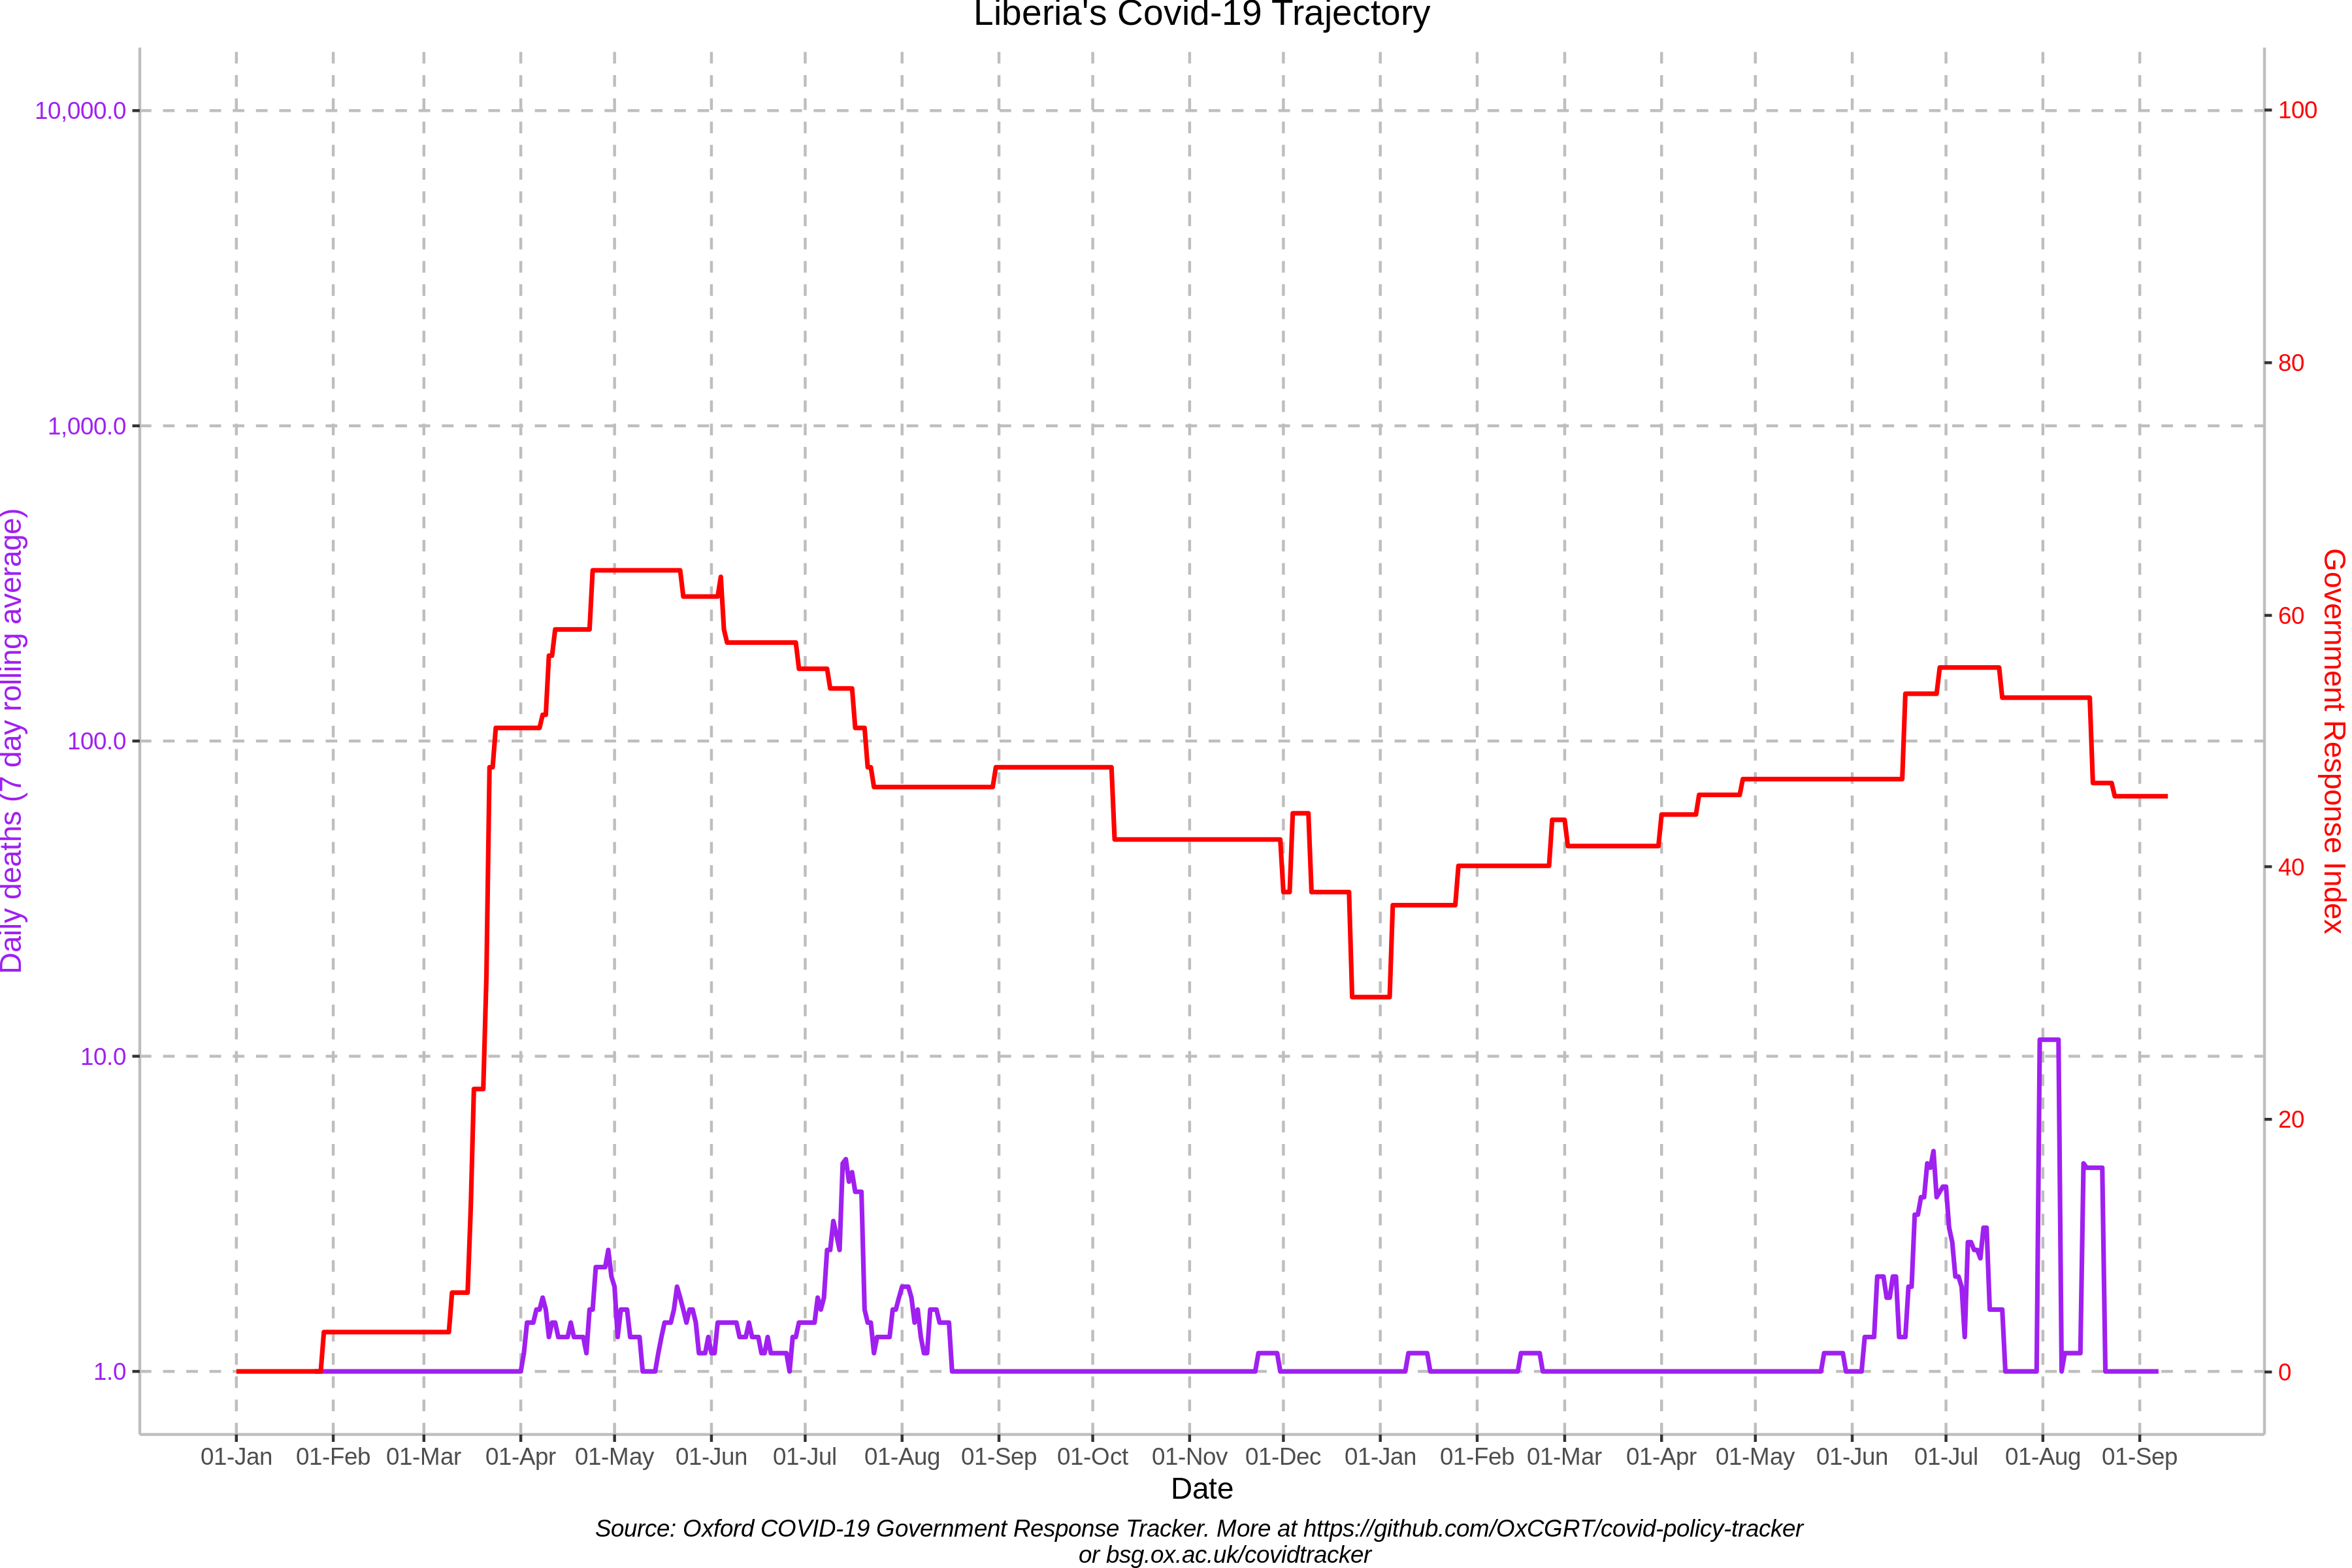 Liberia's Covid-19 Trajectory
Daily deaths (7 day rolling average)
10,000.0
1,000.0
100.0
10.0
1.0
100
80
60
40
20
0
Government Response Index
01-Jan 01-Feb 01-Mar 01-Apr 01-May 01-Jun 01-Jul 01-Aug 01-Sep 01-Oct 01-Nov 01-Dec 01-Jan 01-Feb 01-Mar 01-Apr 01-May 01-Jun 01-Jul 01-Aug 01-Sep
Date
Source: Oxford COVID-19 Government Response Tracker. More at https://github.com/OxCGRT/covid-policy-tracker
or bsg.ox.ac.uk/covidtracker